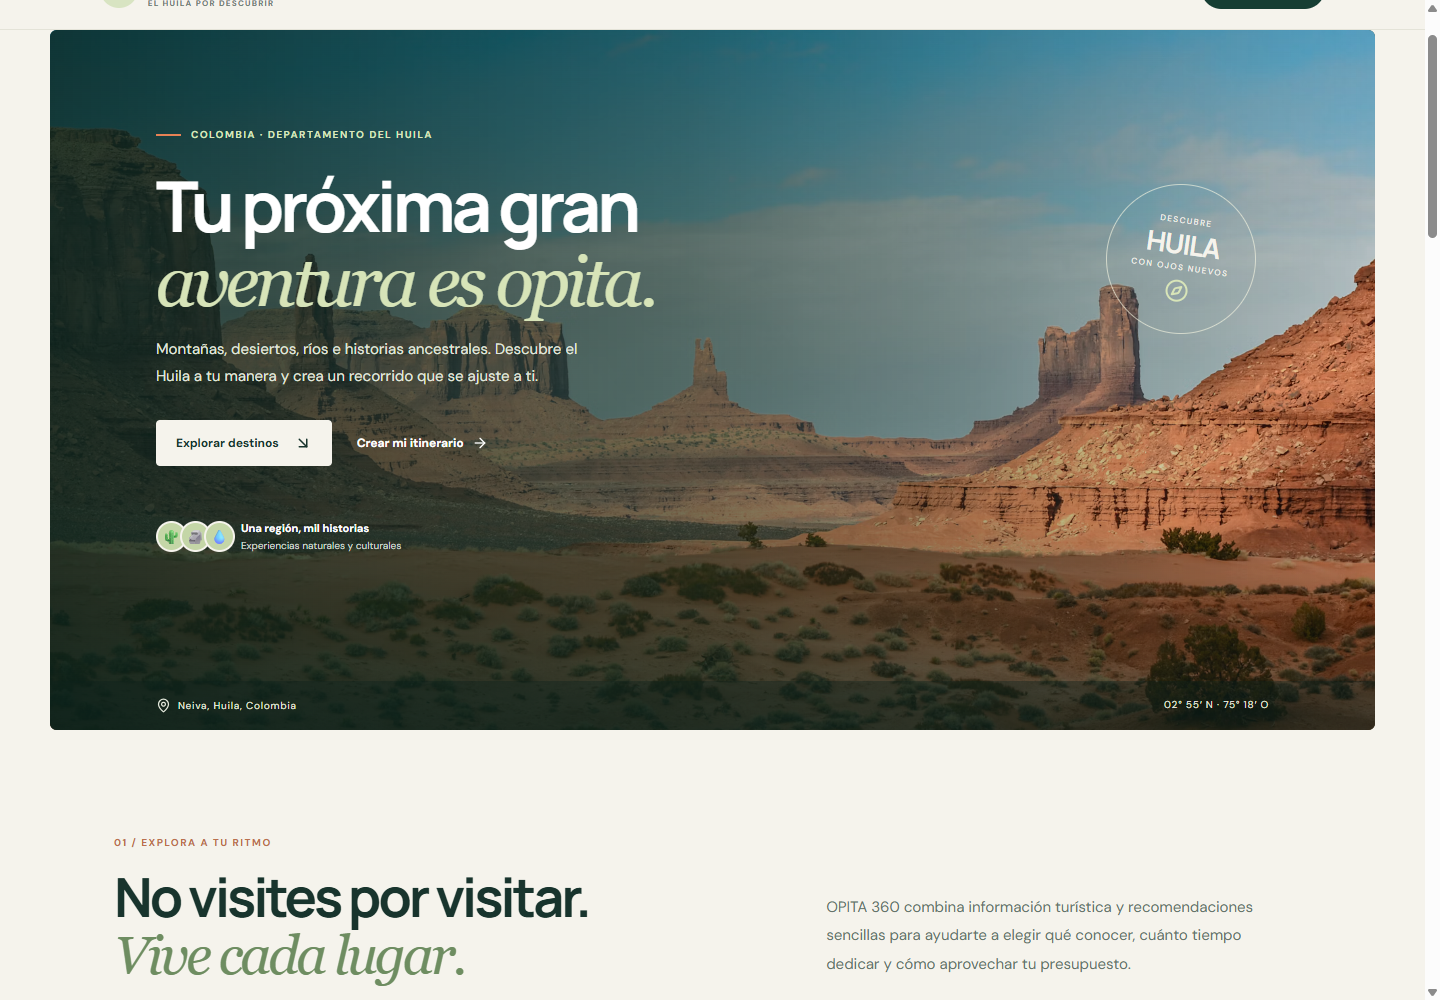 EL HUILA POR DESCUBRIR
COLOMBIA · DEPARTAMENTO DEL HUILA
Tu próxima gran
aventura es opita.
Montañas, desiertos, ríos e historias ancestrales. Descubre el
Huila a tu manera y crea un recorrido que se ajuste a ti.
Explorar destinos
Crear mi itinerario
Una región, mil historias
Experiencias naturales y culturales
DESCUBRE
HUILA
CON OJOS NUEVOS
Neiva, Huila, Colombia
02° 55′ N · 75° 18′ O
01 / EXPLORA A TU RITMO
No visites por visitar.
Vive cada lugar.
OPITA 360 combina información turística y recomendaciones
sencillas para ayudarte a elegir qué conocer, cuánto tiempo
dedicar y cómo aprovechar tu presupuesto.